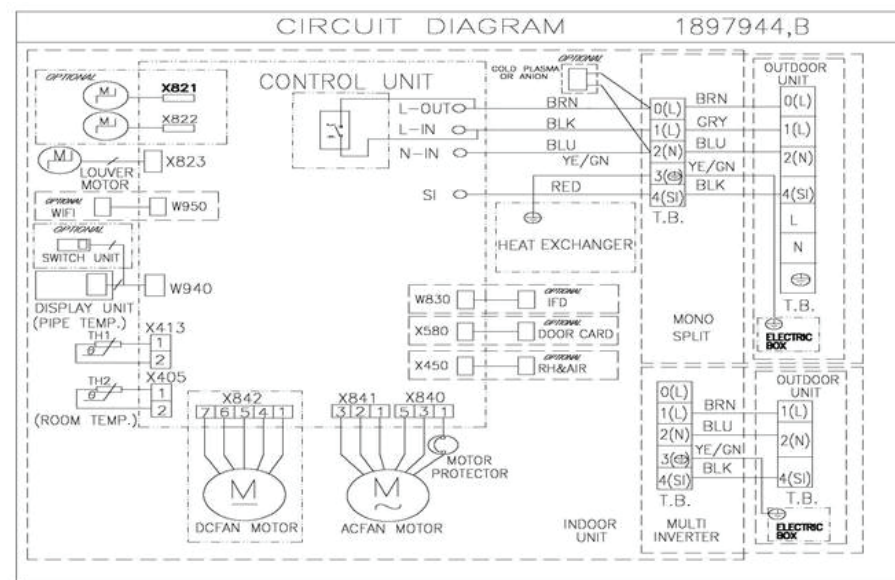 CIRCUIT DIAGRAM 1897944,B
OPTIONAL
M X821
M X822
M X823
LOUVER
MOTOR
OPTIONAL
WIFI W950
OPTIONAL
SWITCH UNIT
W940
DISPLAY UNIT
(PIPE TEMP.)
TH1 X413
θ 1
2
TH2 X405
θ 1
2
(ROOM TEMP.)
CONTROL UNIT
L-OUT
L-IN
N-IN
SI
BRN
BLK
BLU
YE/GN
RED
OPTIONAL
COLD PLASMA
OR ANION
HEAT EXCHANGER
W830 OPTIONAL
IFD
X580 OPTIONAL
DOOR CARD
X450 OPTIONAL
RH&AIR
X842
7 6 5 4 1
M
DCFAN MOTOR
X841 X840
3 2 1 5 3 1
MOTOR
PROTECTOR
M
~
ACFAN MOTOR
INDOOR
UNIT
0(L)
1(L)
2(N)
3
4(SI)
T.B.
BRN
GRY
BLU
YE/GN
BLK
MONO
SPLIT
OUTDOOR
UNIT
0(L)
1(L)
2(N)
4(SI)
L
N
T.B.
ELECTRIC
BOX
0(L)
1(L)
2(N)
3
4(SI)
T.B.
BRN
BLU
YE/GN
BLK
MULTI
INVERTER
OUTDOOR
UNIT
1(L)
2(N)
4(SI)
T.B.
ELECTRIC
BOX